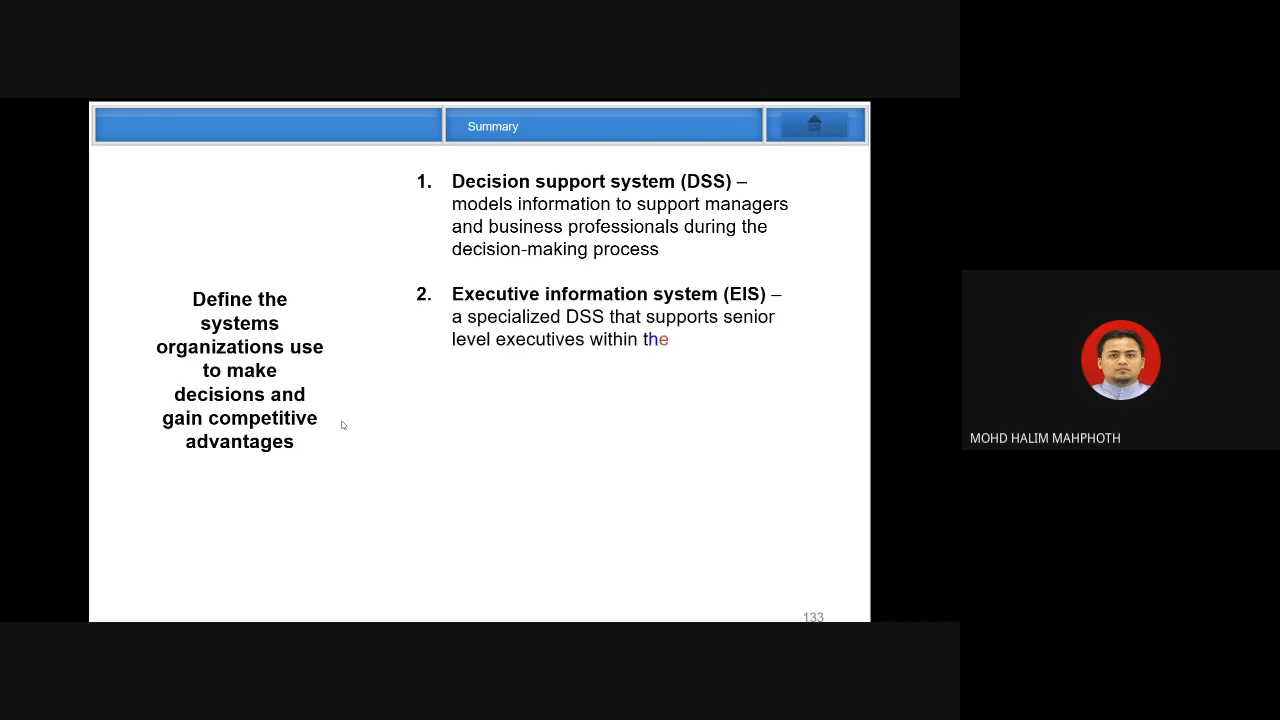 Summary
1. Decision support system (DSS) –
models information to support managers
and business professionals during the
decision-making process
2. Executive information system (EIS) –
a specialized DSS that supports senior
level executives within the
Define the
systems
organizations use
to make
decisions and
gain competitive
advantages
133
MOHD HALIM MAHPHOTH